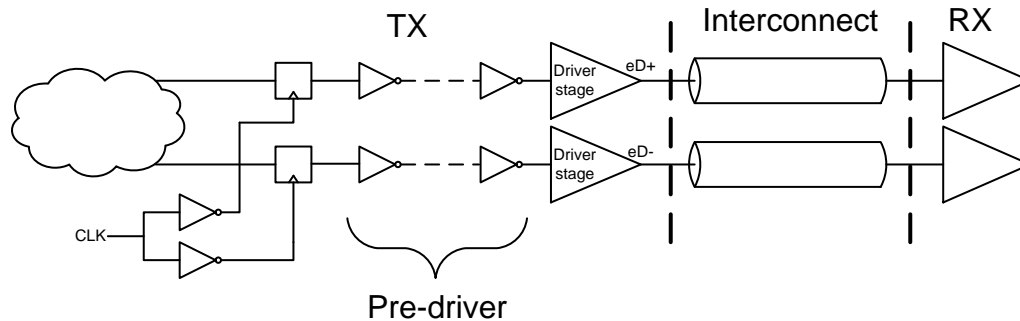 TX
Interconnect
RX
Driver
stage
eD+
Driver
stage
eD-
CLK
Pre-driver